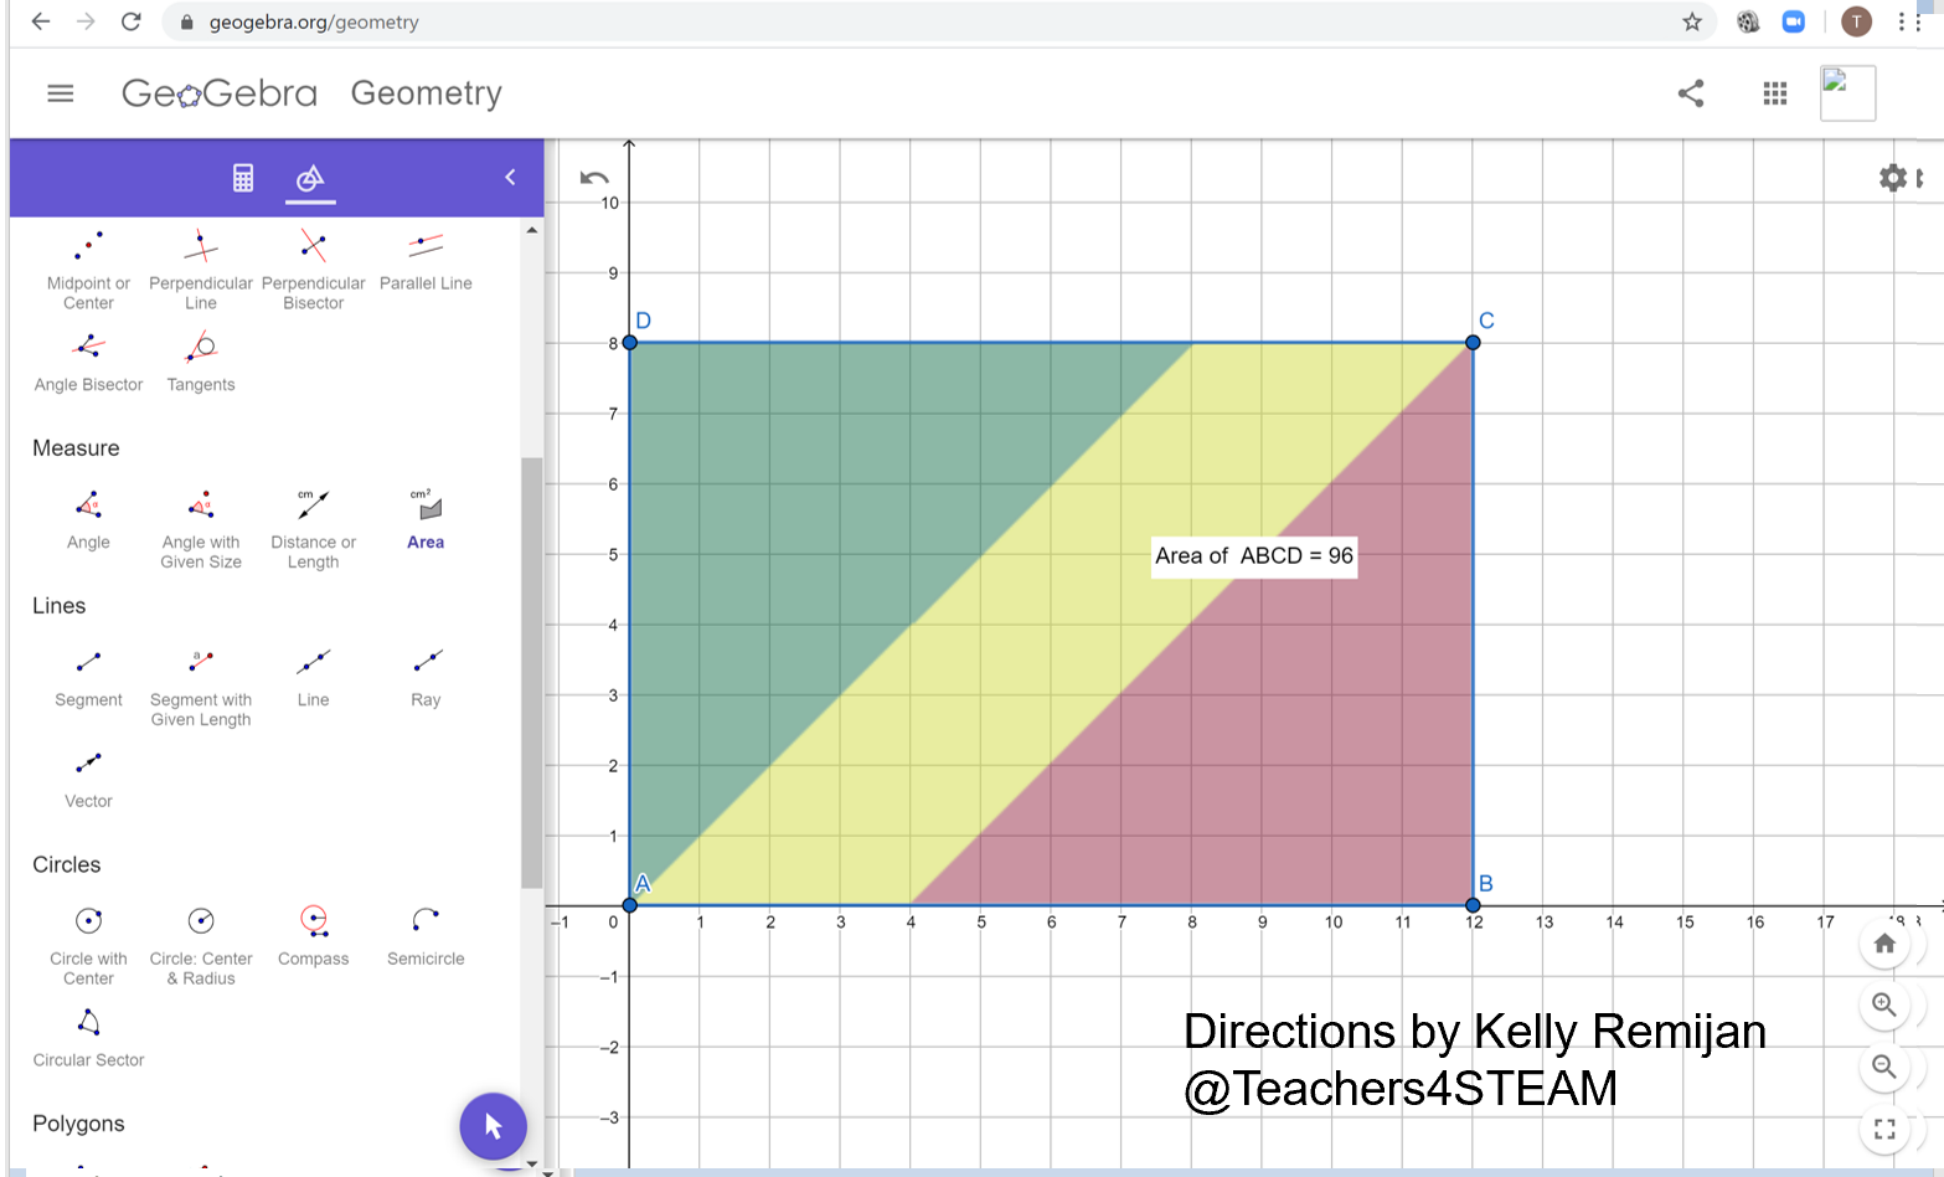 geogebra.org/geometry
T
GeoGebra Geometry
Midpoint or Center
Perpendicular Line
Perpendicular Bisector
Parallel Line
Angle Bisector
Tangents
Measure
α
α
cm
cm²
Angle
Angle with Given Size
Distance or Length
Area
Lines
a
Segment
Segment with Given Length
Line
Ray
Vector
Circles
Circle with Center
Circle: Center & Radius
Compass
Semicircle
Circular Sector
Polygons
10
9
D
C
8
7
6
5
Area of ABCD = 96
4
3
2
1
A
B
–1 0 1 2 3 4 5 6 7 8 9 10 11 12 13 14 15 16 17 18
–1
–2
–3
Directions by Kelly Remijan
@Teachers4STEAM